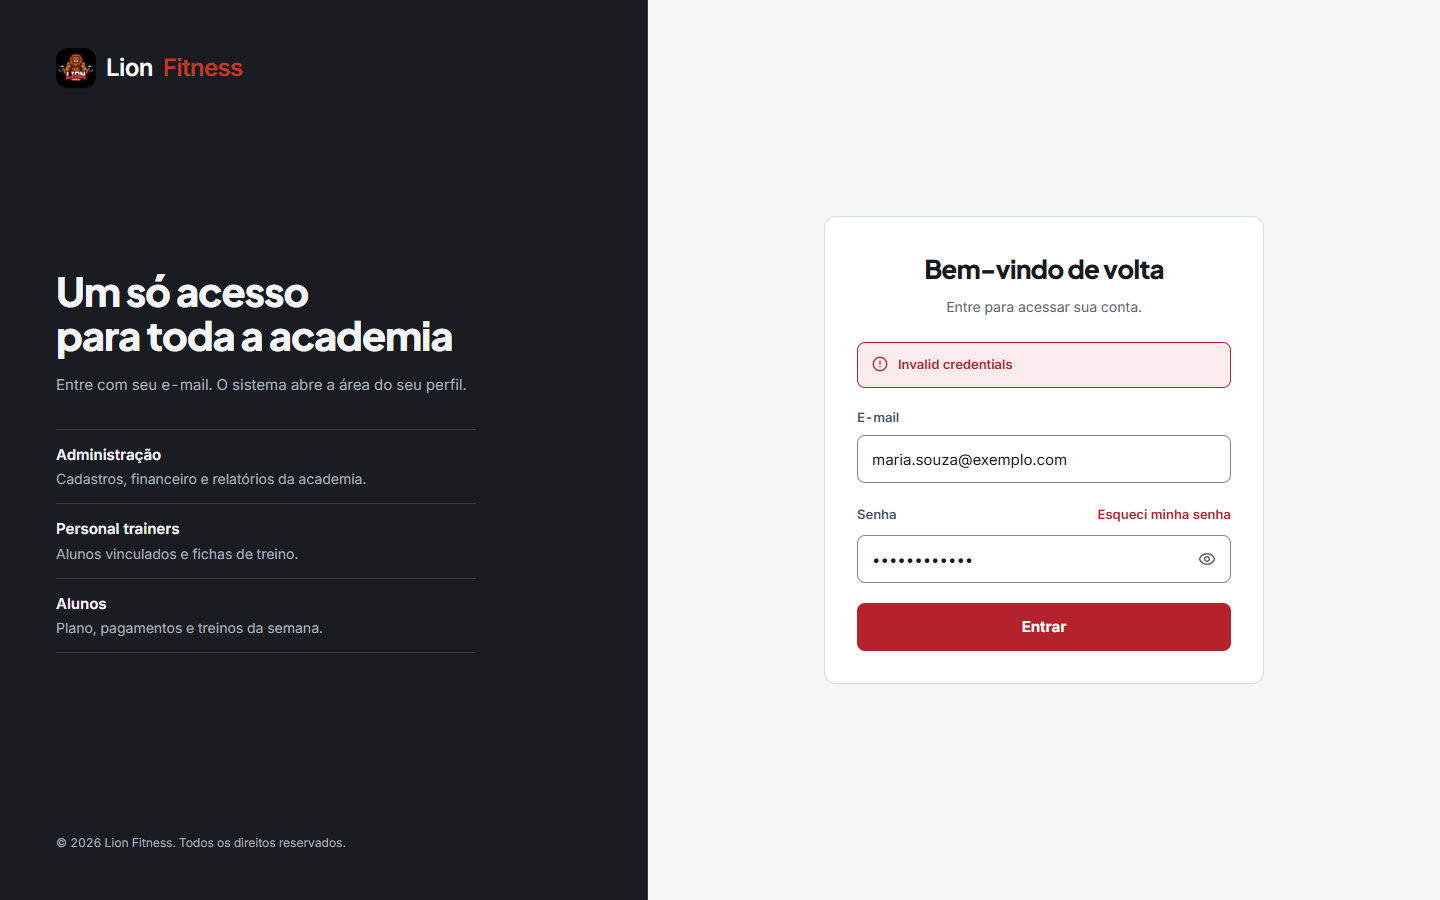 LION
Lion Fitness
Um só acesso
para toda a academia
Entre com seu e-mail. O sistema abre a área do seu perfil.
Administração
Cadastros, financeiro e relatórios da academia.
Personal trainers
Alunos vinculados e fichas de treino.
Alunos
Plano, pagamentos e treinos da semana.
© 2026 Lion Fitness. Todos os direitos reservados.
Bem-vindo de volta
Entre para acessar sua conta.
Invalid credentials
E-mail
maria.souza@exemplo.com
Senha
Esqueci minha senha
••••••••••••
Entrar